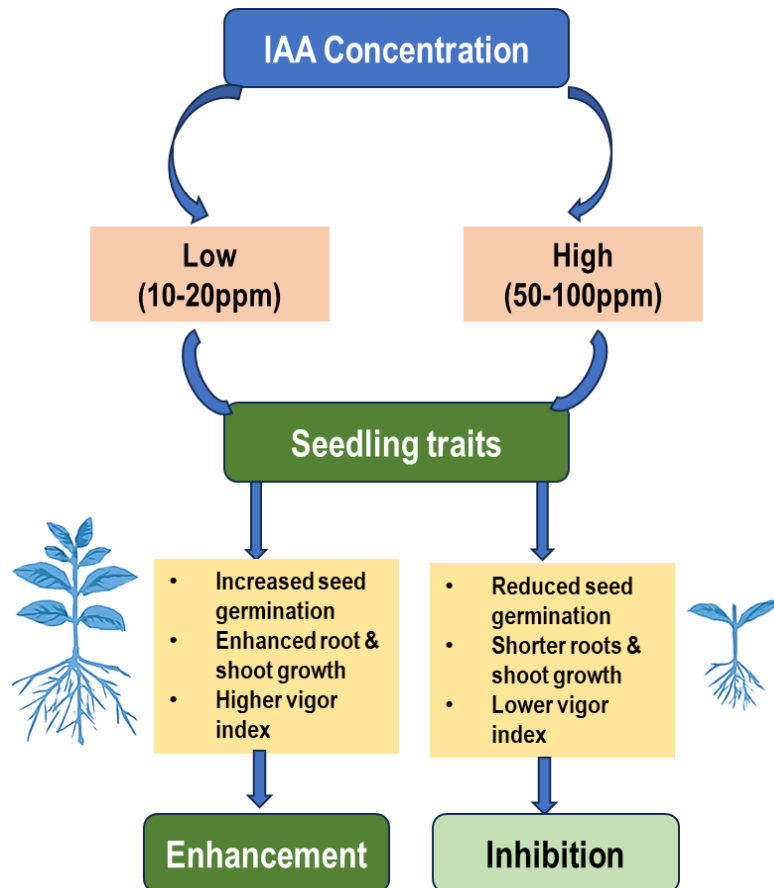 IAA Concentration
Low
(10-20ppm)
High
(50-100ppm)
Seedling traits
• Increased seed
germination
• Enhanced root &
shoot growth
• Higher vigor
index
• Reduced seed
germination
• Shorter roots &
shoot growth
• Lower vigor
index
Enhancement
Inhibition